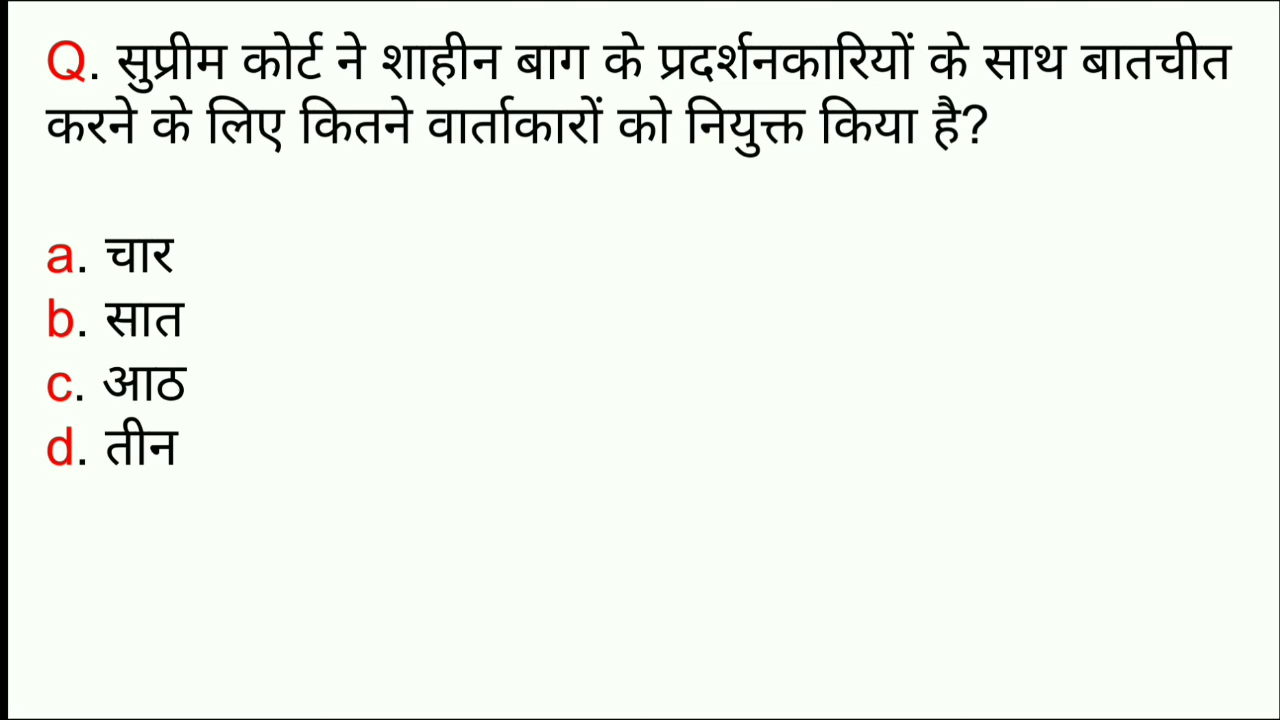 Q. सुप्रीम कोर्ट ने शाहीन बाग के प्रदर्शनकारियों के साथ बातचीत
करने के लिए कितने वार्ताकारों को नियुक्त किया है?
a. चार
b. सात
c. आठ
d. तीन